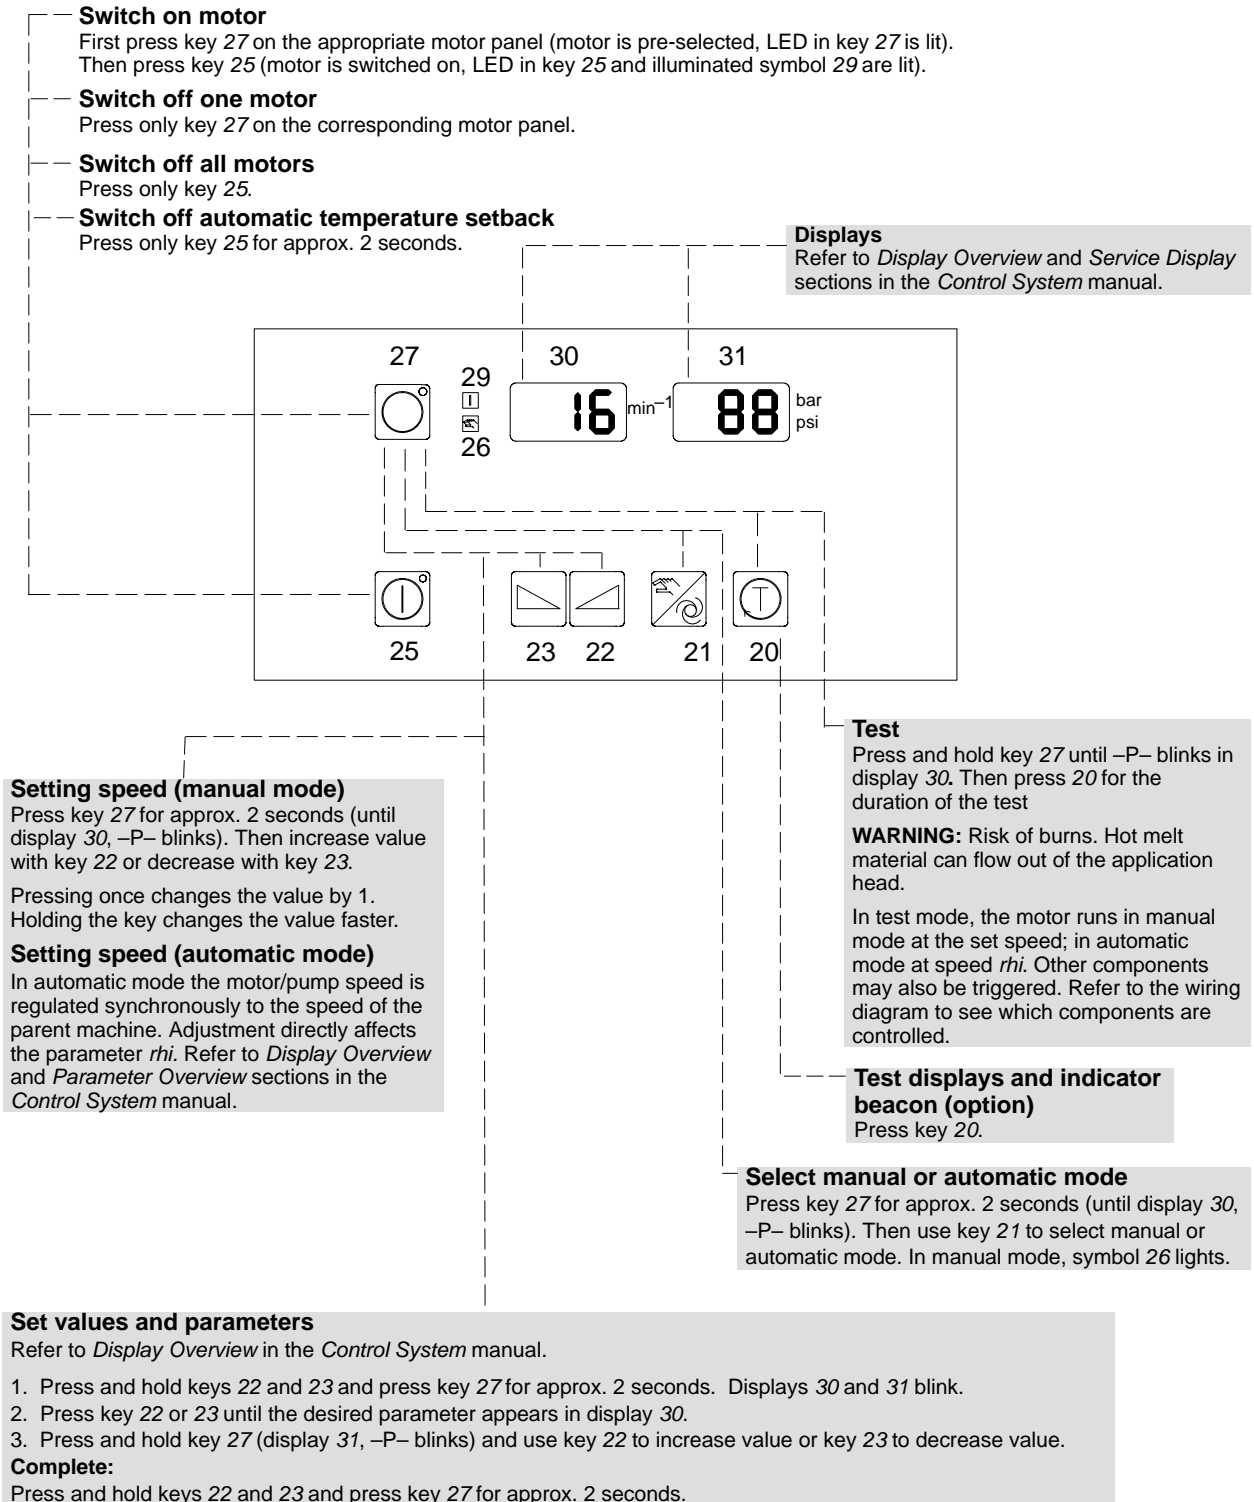 Switch on motor
First press key 27 on the appropriate motor panel (motor is pre-selected, LED in key 27 is lit).
Then press key 25 (motor is switched on, LED in key 25 and illuminated symbol 29 are lit).
Switch off one motor
Press only key 27 on the corresponding motor panel.
Switch off all motors
Press only key 25.
Switch off automatic temperature setback
Press only key 25 for approx. 2 seconds.
Displays
Refer to Display Overview and Service Display
sections in the Control System manual.
27
29
26
30
31
16
min–1
88
bar
psi
25
23
22
21
T
20
Test
Press and hold key 27 until –P– blinks in
display 30. Then press 20 for the
duration of the test
WARNING: Risk of burns. Hot melt
material can flow out of the application
head.
In test mode, the motor runs in manual
mode at the set speed; in automatic
mode at speed rhi. Other components
may also be triggered. Refer to the wiring
diagram to see which components are
controlled.
Setting speed (manual mode)
Press key 27 for approx. 2 seconds (until
display 30, –P– blinks). Then increase value
with key 22 or decrease with key 23.
Pressing once changes the value by 1.
Holding the key changes the value faster.
Setting speed (automatic mode)
In automatic mode the motor/pump speed is
regulated synchronously to the speed of the
parent machine. Adjustment directly affects
the parameter rhi. Refer to Display Overview
and Parameter Overview sections in the
Control System manual.
Test displays and indicator
beacon (option)
Press key 20.
Select manual or automatic mode
Press key 27 for approx. 2 seconds (until display 30,
–P– blinks). Then use key 21 to select manual or
automatic mode. In manual mode, symbol 26 lights.
Set values and parameters
Refer to Display Overview in the Control System manual.
1. Press and hold keys 22 and 23 and press key 27 for approx. 2 seconds. Displays 30 and 31 blink.
2. Press key 22 or 23 until the desired parameter appears in display 30.
3. Press and hold key 27 (display 31, –P– blinks) and use key 22 to increase value or key 23 to decrease value.
Complete:
Press and hold keys 22 and 23 and press key 27 for approx. 2 seconds.